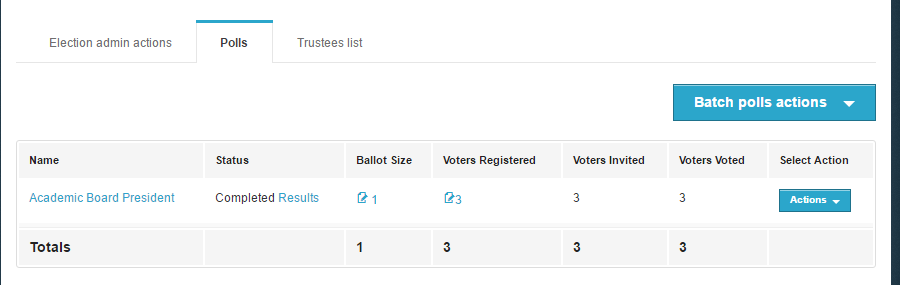 Election admin actions Polls Trustees list
Batch polls actions
Name Status Ballot Size Voters Registered Voters Invited Voters Voted Select Action
Academic Board President Completed Results 1 3 3 3 Actions
Totals 1 3 3 3